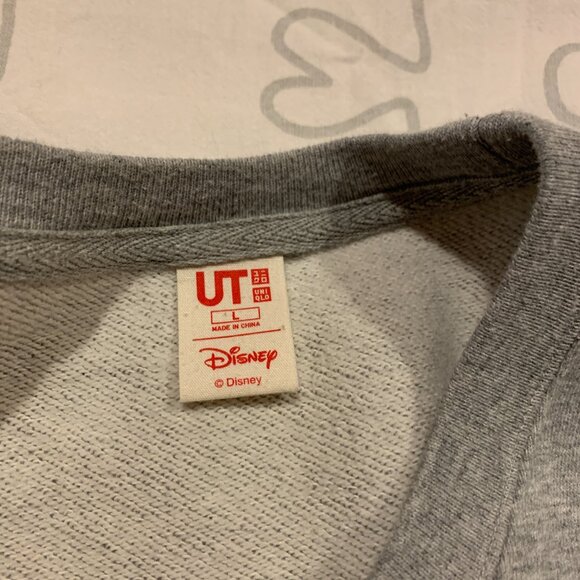 UT ユニクロ
UNIQLO
L
MADE IN CHINA
Disney
© Disney